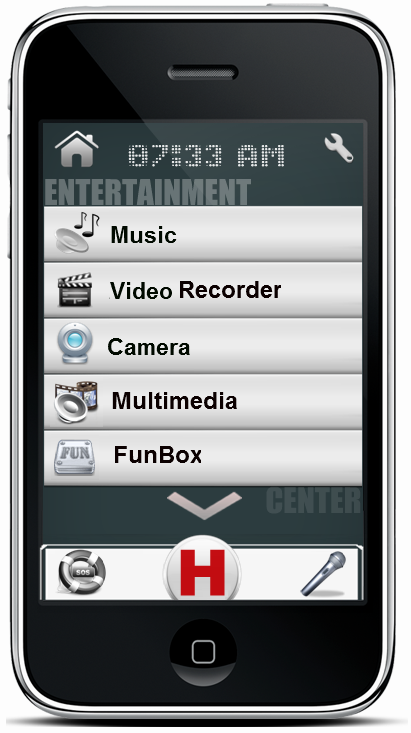 07:33 AM
ENTERTAINMENT
Music
Video Recorder
Camera
Multimedia
FUN FunBox
CENTER
SOS
H